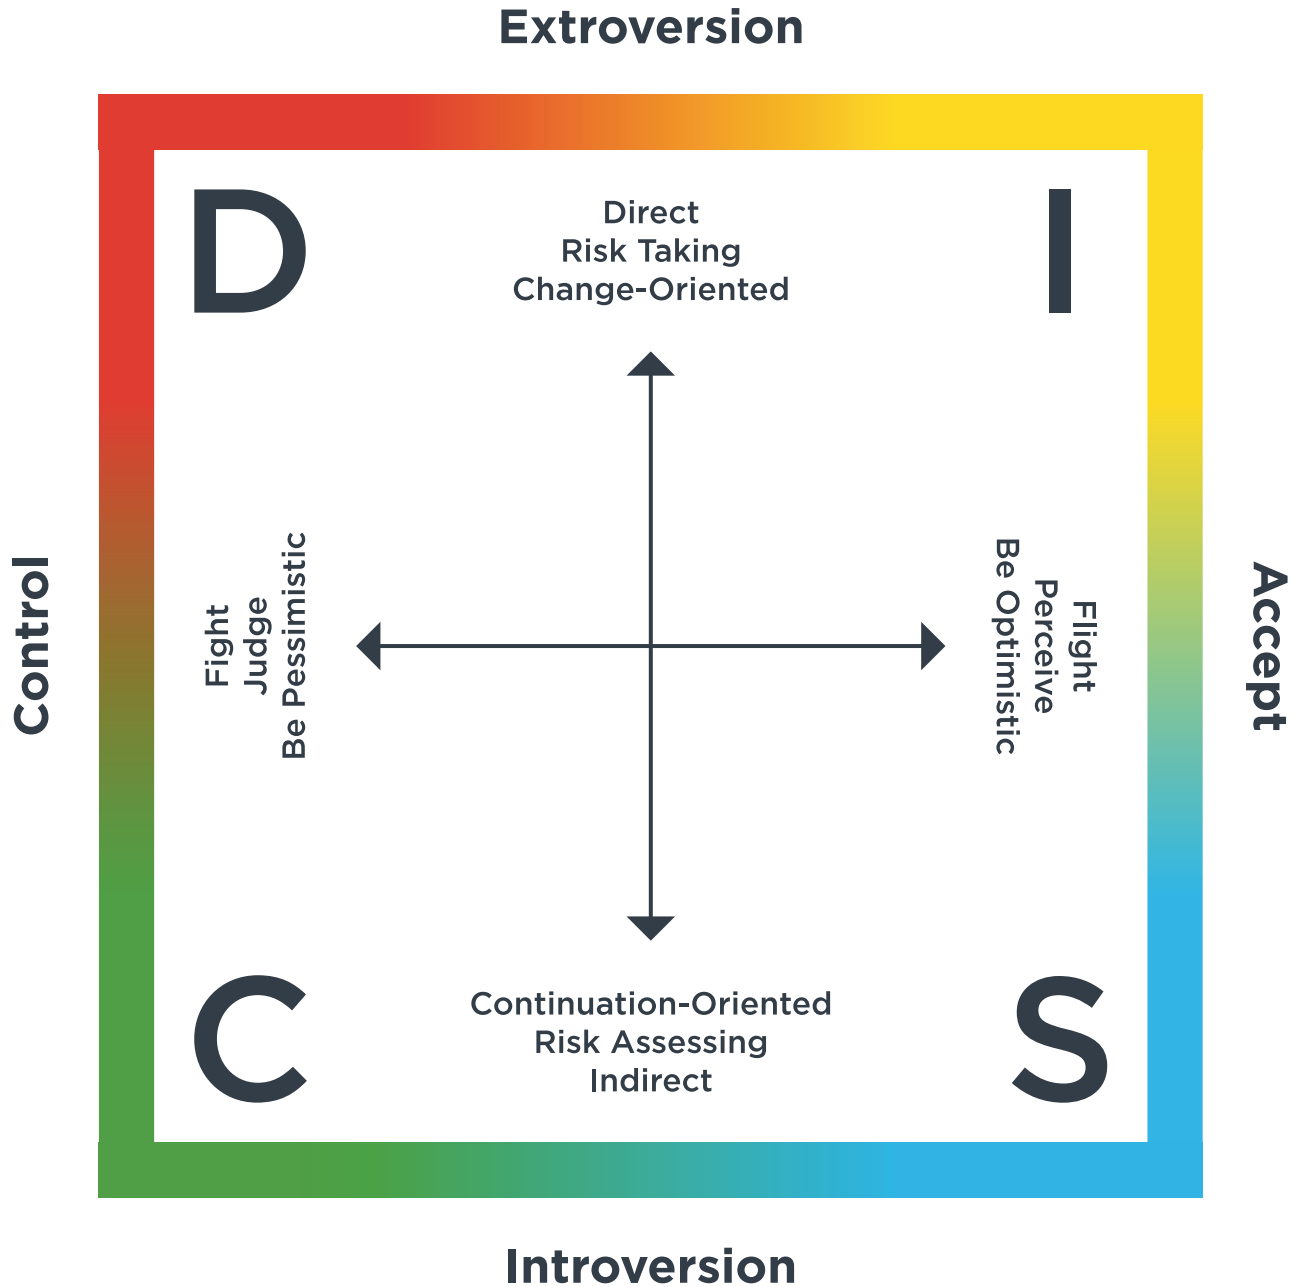 Extroversion
D
Direct
Risk Taking
Change-Oriented
I
Control
Fight
Judge
Be Pessimistic
Flight
Perceive
Be Optimistic
Accept
C
Continuation-Oriented
Risk Assessing
Indirect
S
Introversion